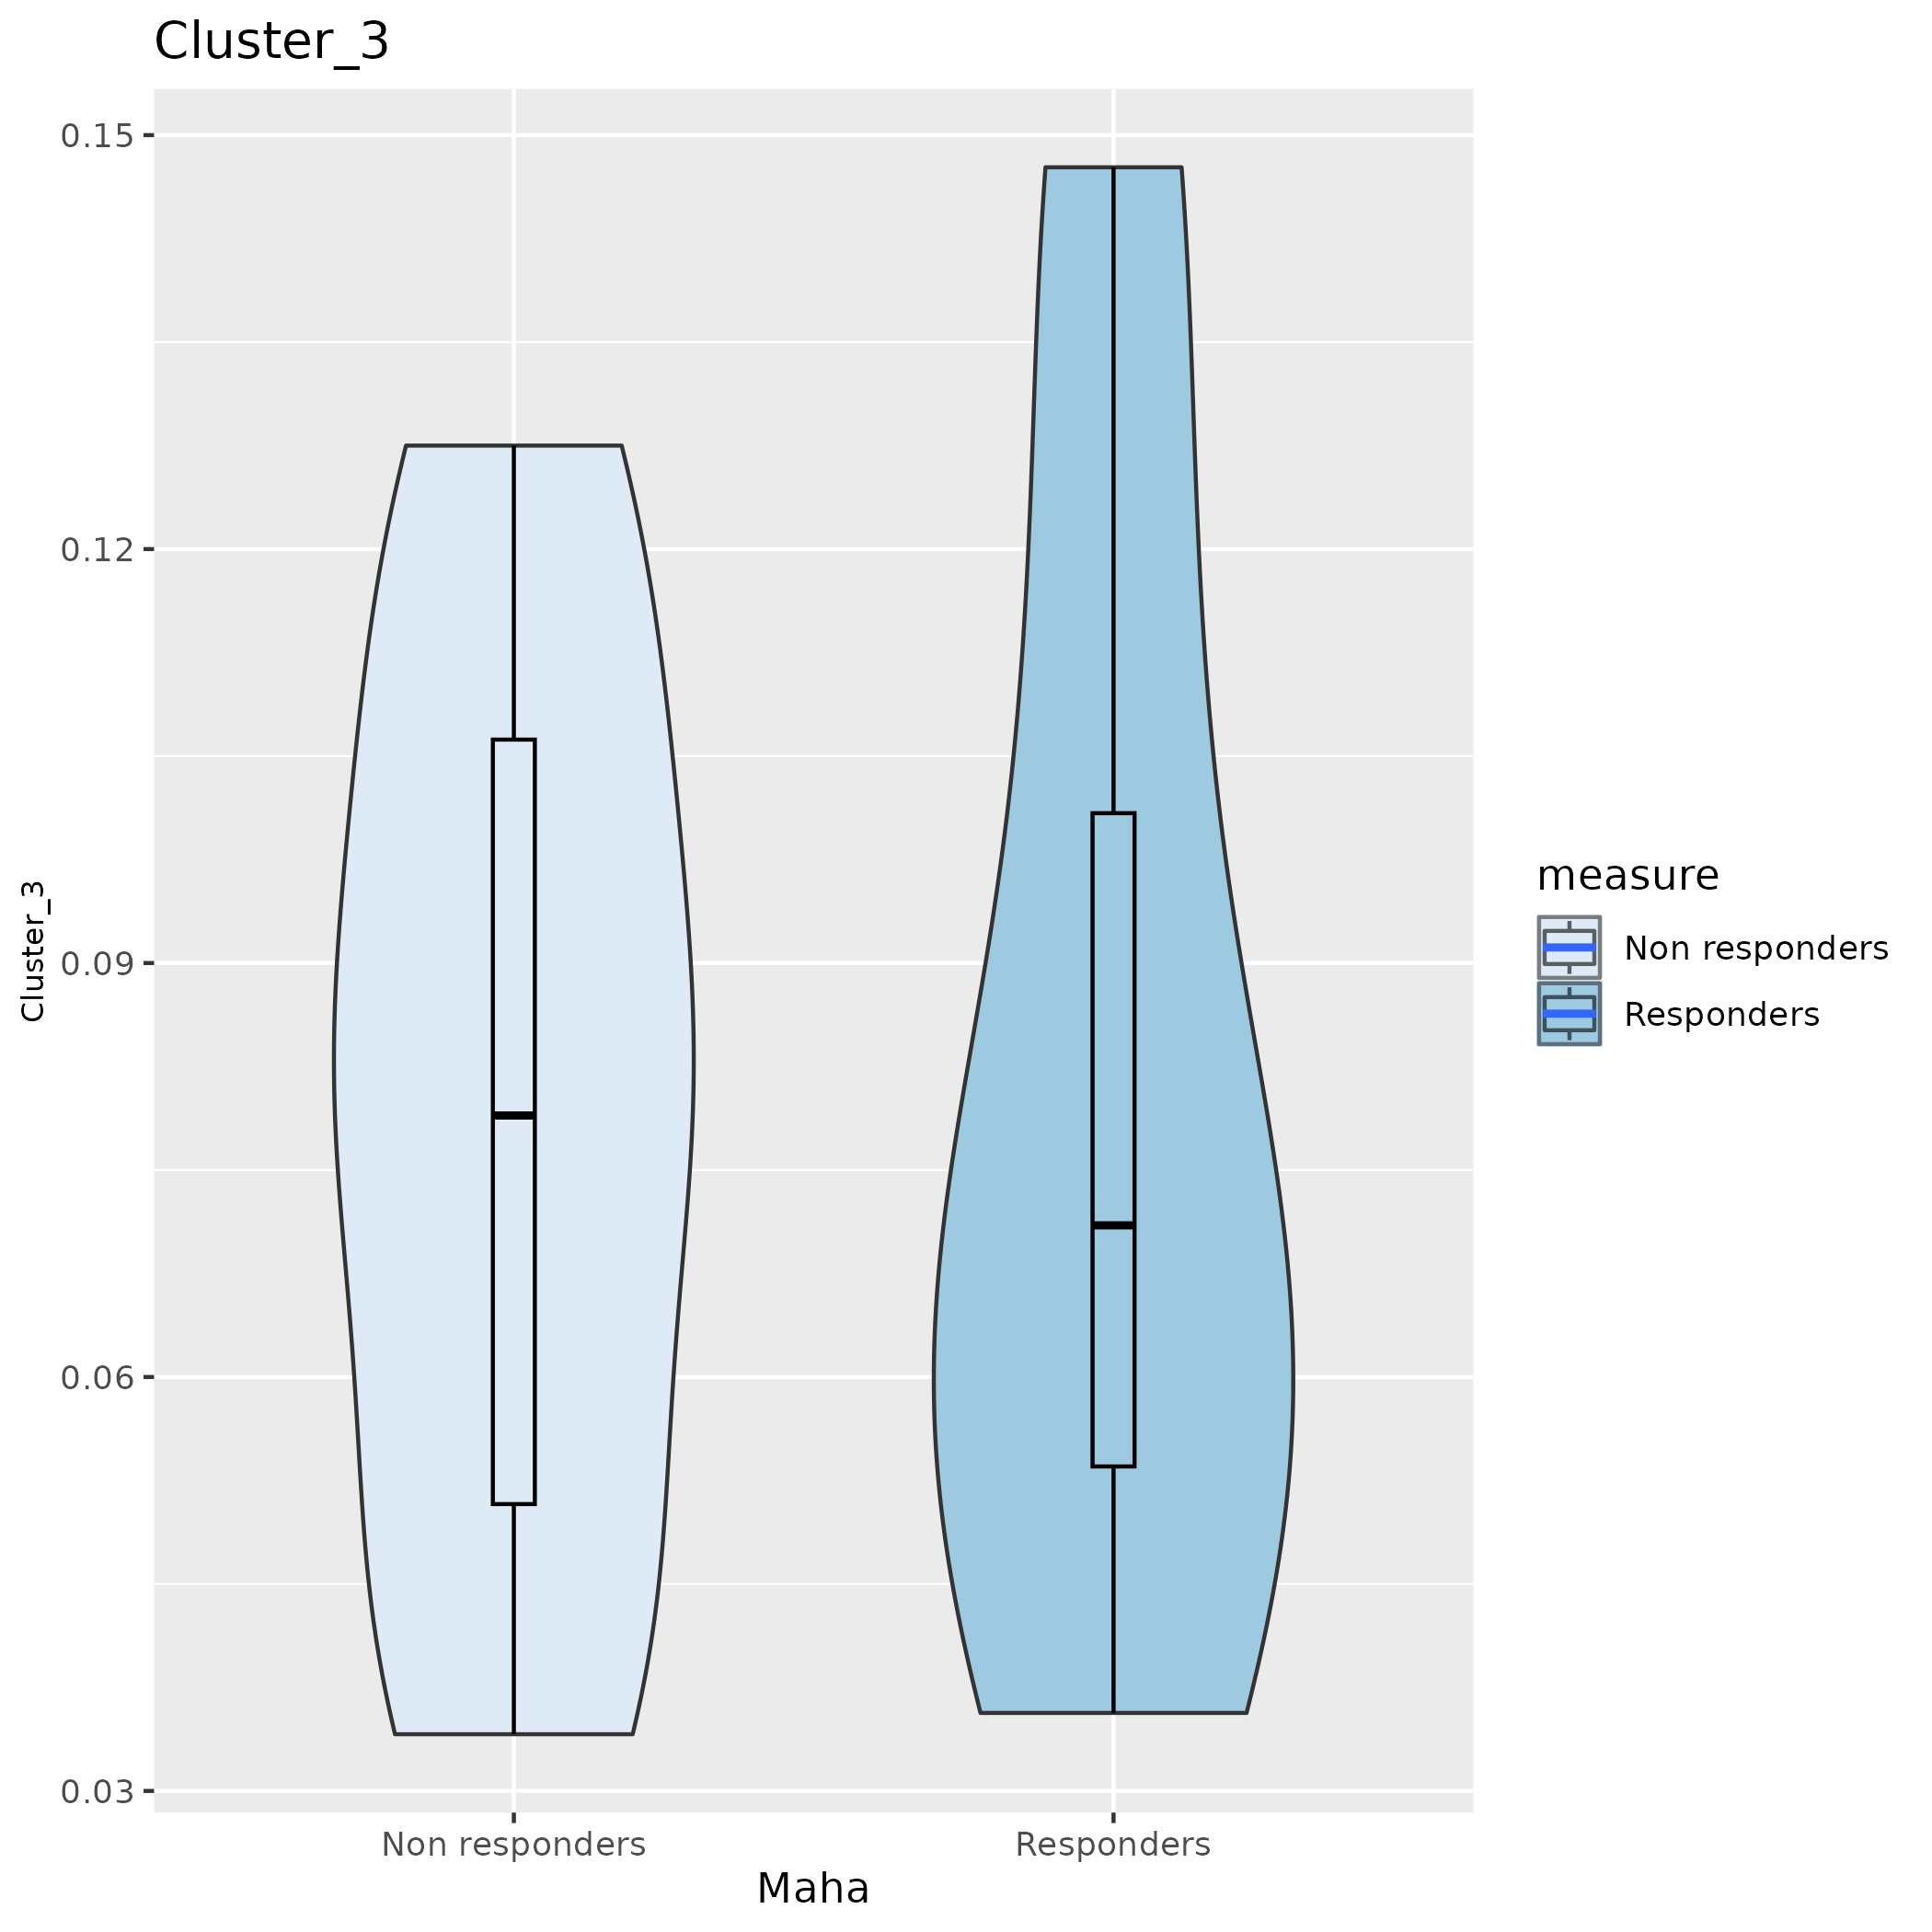 Cluster_3
0.15
0.12
0.09
0.06
0.03
Cluster_3
Non responders
Responders
Maha
measure
Non responders
Responders